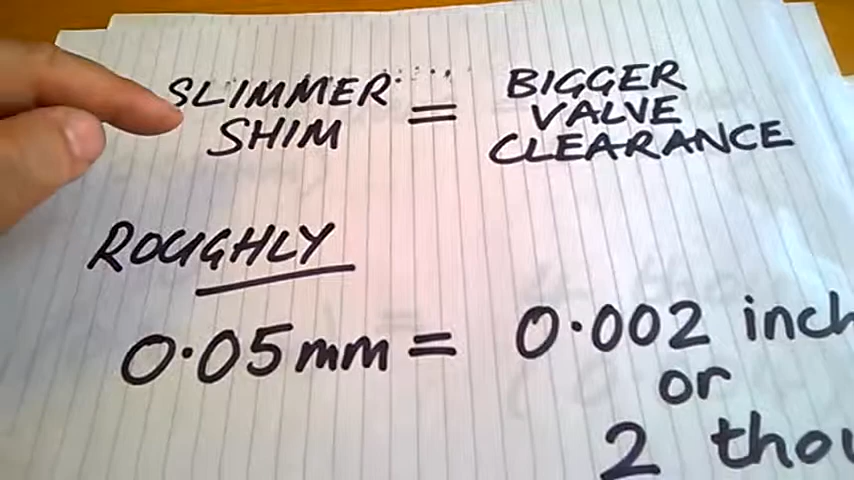 SLIMMER SHIM = BIGGER VALVE CLEARANCE
ROUGHLY
0.05mm = 0.002 inch
or
2 thou